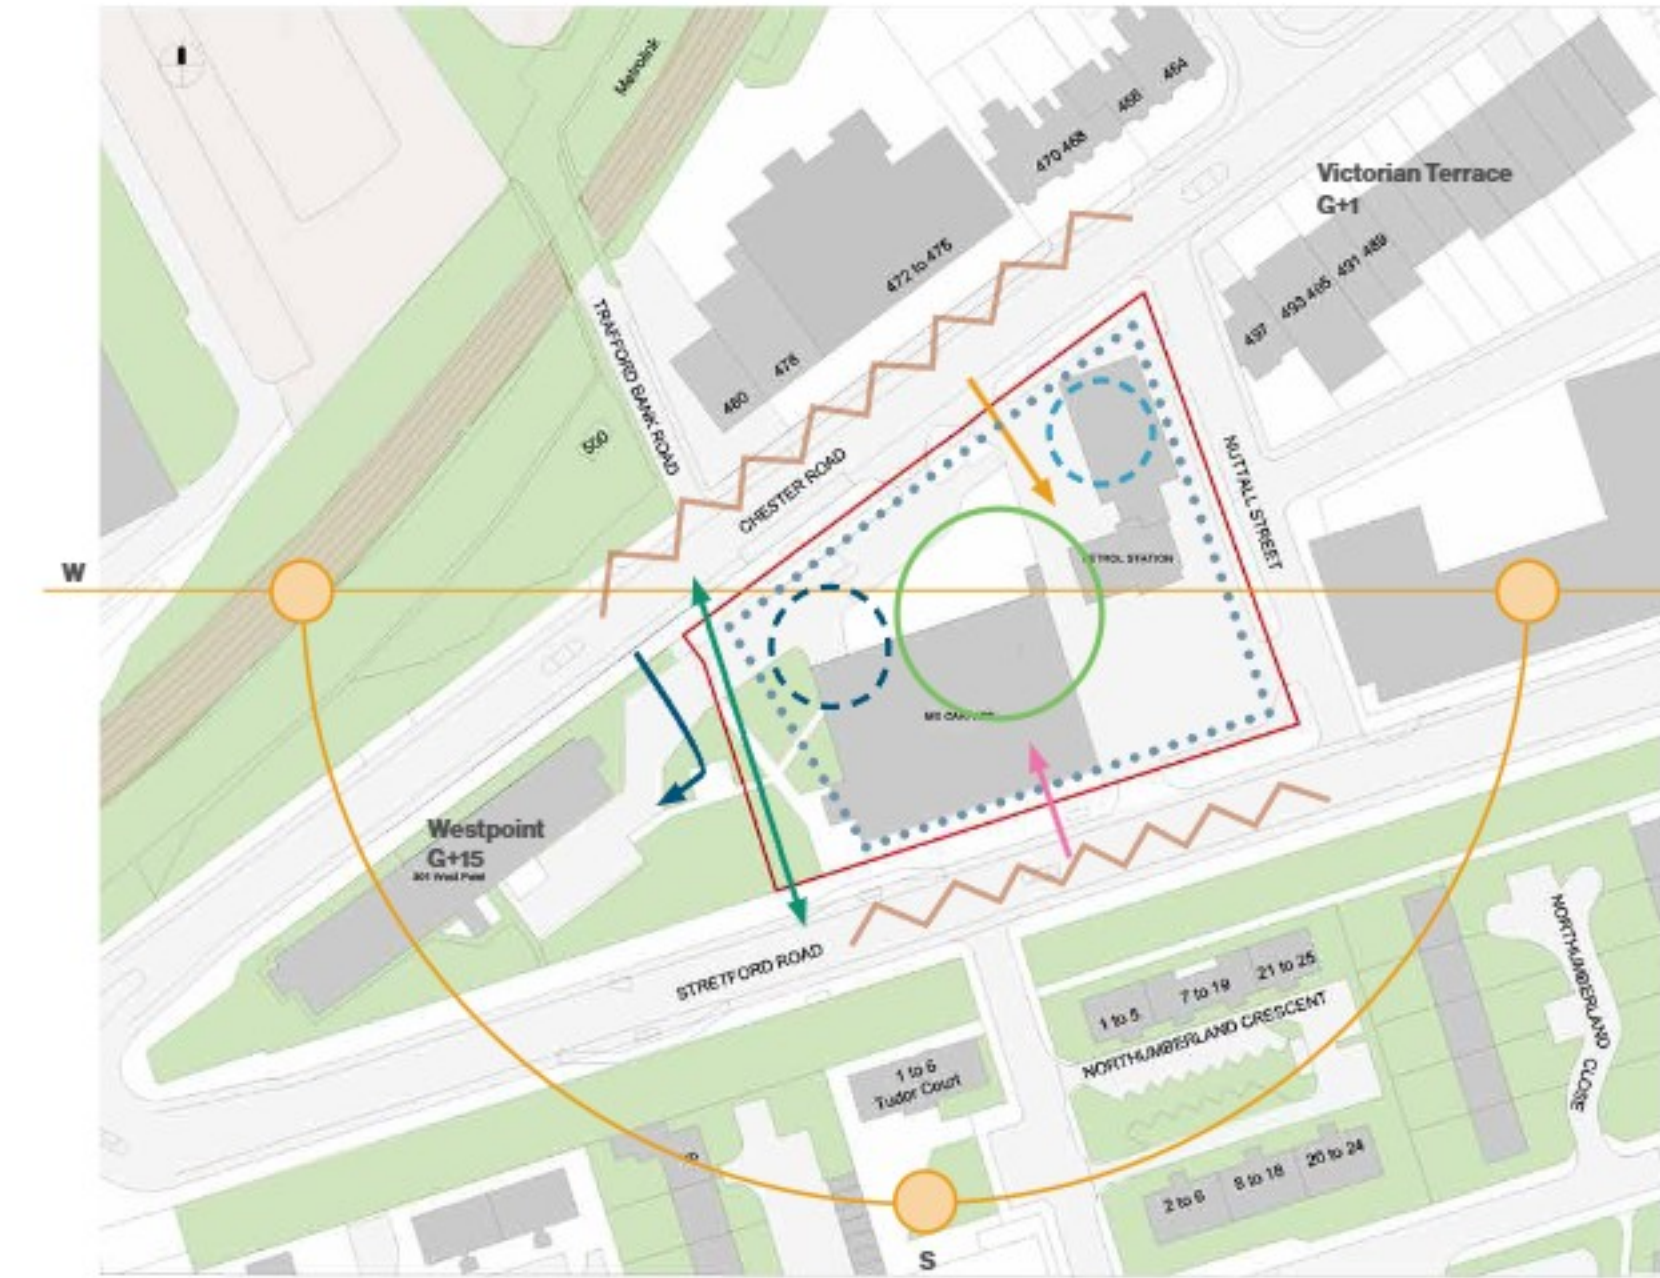 Metrolink
464
466
470 468
Victorian Terrace
G+1
472 to 476
497
493 495 491 489
TRAFFORD BANK ROAD
478
480
500
CHESTER ROAD
NUTTALL STREET
W
STATION
Westpoint
G+15
STRETFORD ROAD
21 to 25
7 to 19
1 to 5
NORTHUMBERLAND CRESCENT
NORTHUMBERLAND
CLOSE
1 to 6
Tudor Court
20 to 24
8 to 18
2 to 6
S